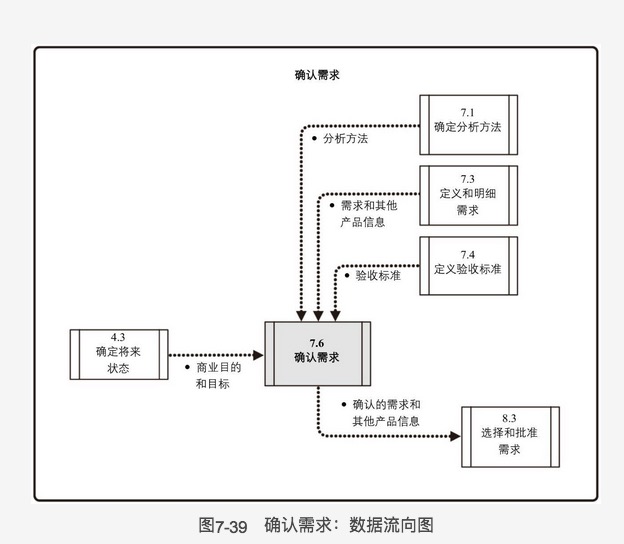 确认需求
7.1
确定分析方法
• 分析方法
7.3
定义和明细
需求
• 需求和其他
产品信息
7.4
定义验收标准
• 验收标准
4.3
确定将来
状态
7.6
确认需求
• 商业目的
和目标
• 确认的需求和
其他产品信息
8.3
选择和批准
需求
图7-39 确认需求：数据流向图